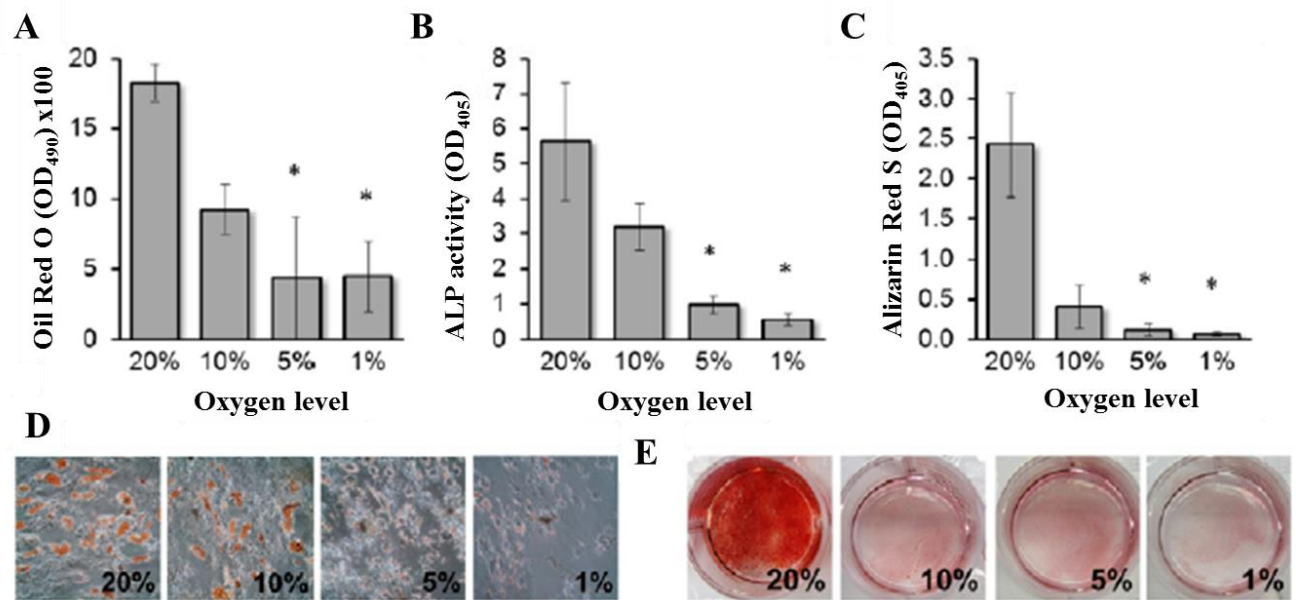 A
Oil Red O (OD490) x100
20
15
10
5
0
*
*
20% 10% 5% 1%
Oxygen level
B
ALP activity (OD405)
8
7
6
5
4
3
2
1
0
*
*
20% 10% 5% 1%
Oxygen level
C
Alizarin Red S (OD405)
3.5
3.0
2.5
2.0
1.5
1.0
0.5
0.0
*
*
20% 10% 5% 1%
Oxygen level
D
20% 10% 5% 1%
E
20% 10% 5% 1%